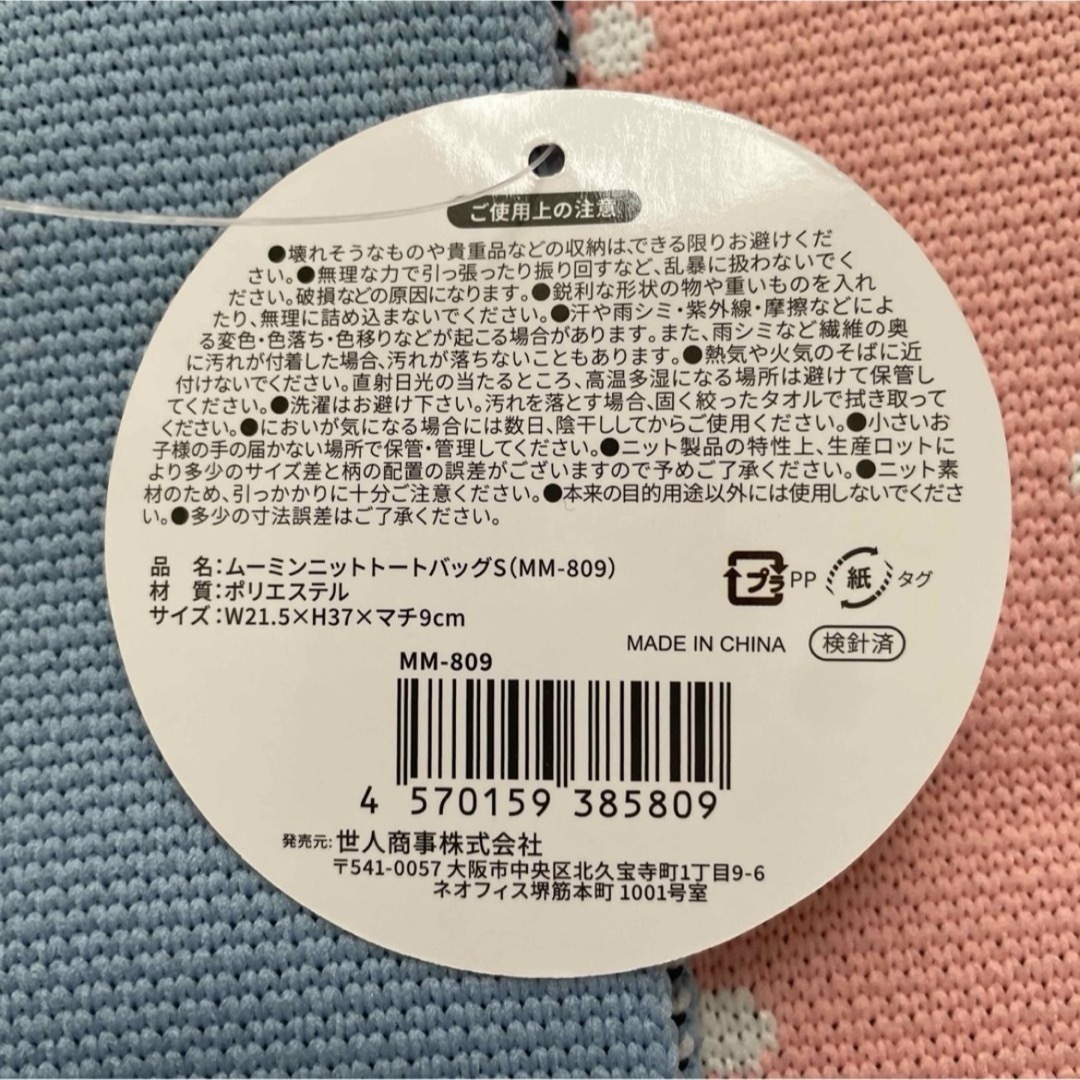 ご使用上の注意
●壊れそうなものや貴重品などの収納は、できる限りお避けくだ
さい。●無理な力で引っ張ったり振り回すなど、乱暴に扱わないでく
ださい。破損などの原因になります。●鋭利な形状の物や重いものを入れ
たり、無理に詰め込まないでください。●汗や雨シミ・紫外線・摩擦などによ
る変色・色落ち・色移りなどが起こる場合があります。また、雨シミなど繊維の奥
に汚れが付着した場合、汚れが落ちないこともあります。●熱気や火気のそばに近
付けないでください。直射日光の当たるところ、高温多湿になる場所は避けて保管し
てください。●洗濯はお避け下さい。汚れを落とす場合、固く絞ったタオルで拭き取って
ください。●においが気になる場合には数日、陰干ししてからご使用ください。●小さいお
子様の手の届かない場所で保管・管理してください。●ニット製品の特性上、生産ロットに
より多少のサイズ差と柄の配置の誤差がございますので予めご了承ください。●ニット素
材のため、引っかかりに十分ご注意ください。●本来の目的用途以外には使用しないでくださ
い。●多少の寸法誤差はご了承ください。
品 名：ムーミンニットトートバッグS（MM-809）
材 質：ポリエステル
サイズ：W21.5×H37×マチ9cm
プラ PP 紙 タグ
MADE IN CHINA 検針済
MM-809
4 570159 385809
発売元：世人商事株式会社
〒541-0057 大阪市中央区北久宝寺町1丁目9-6
ネオフィス堺筋本町 1001号室